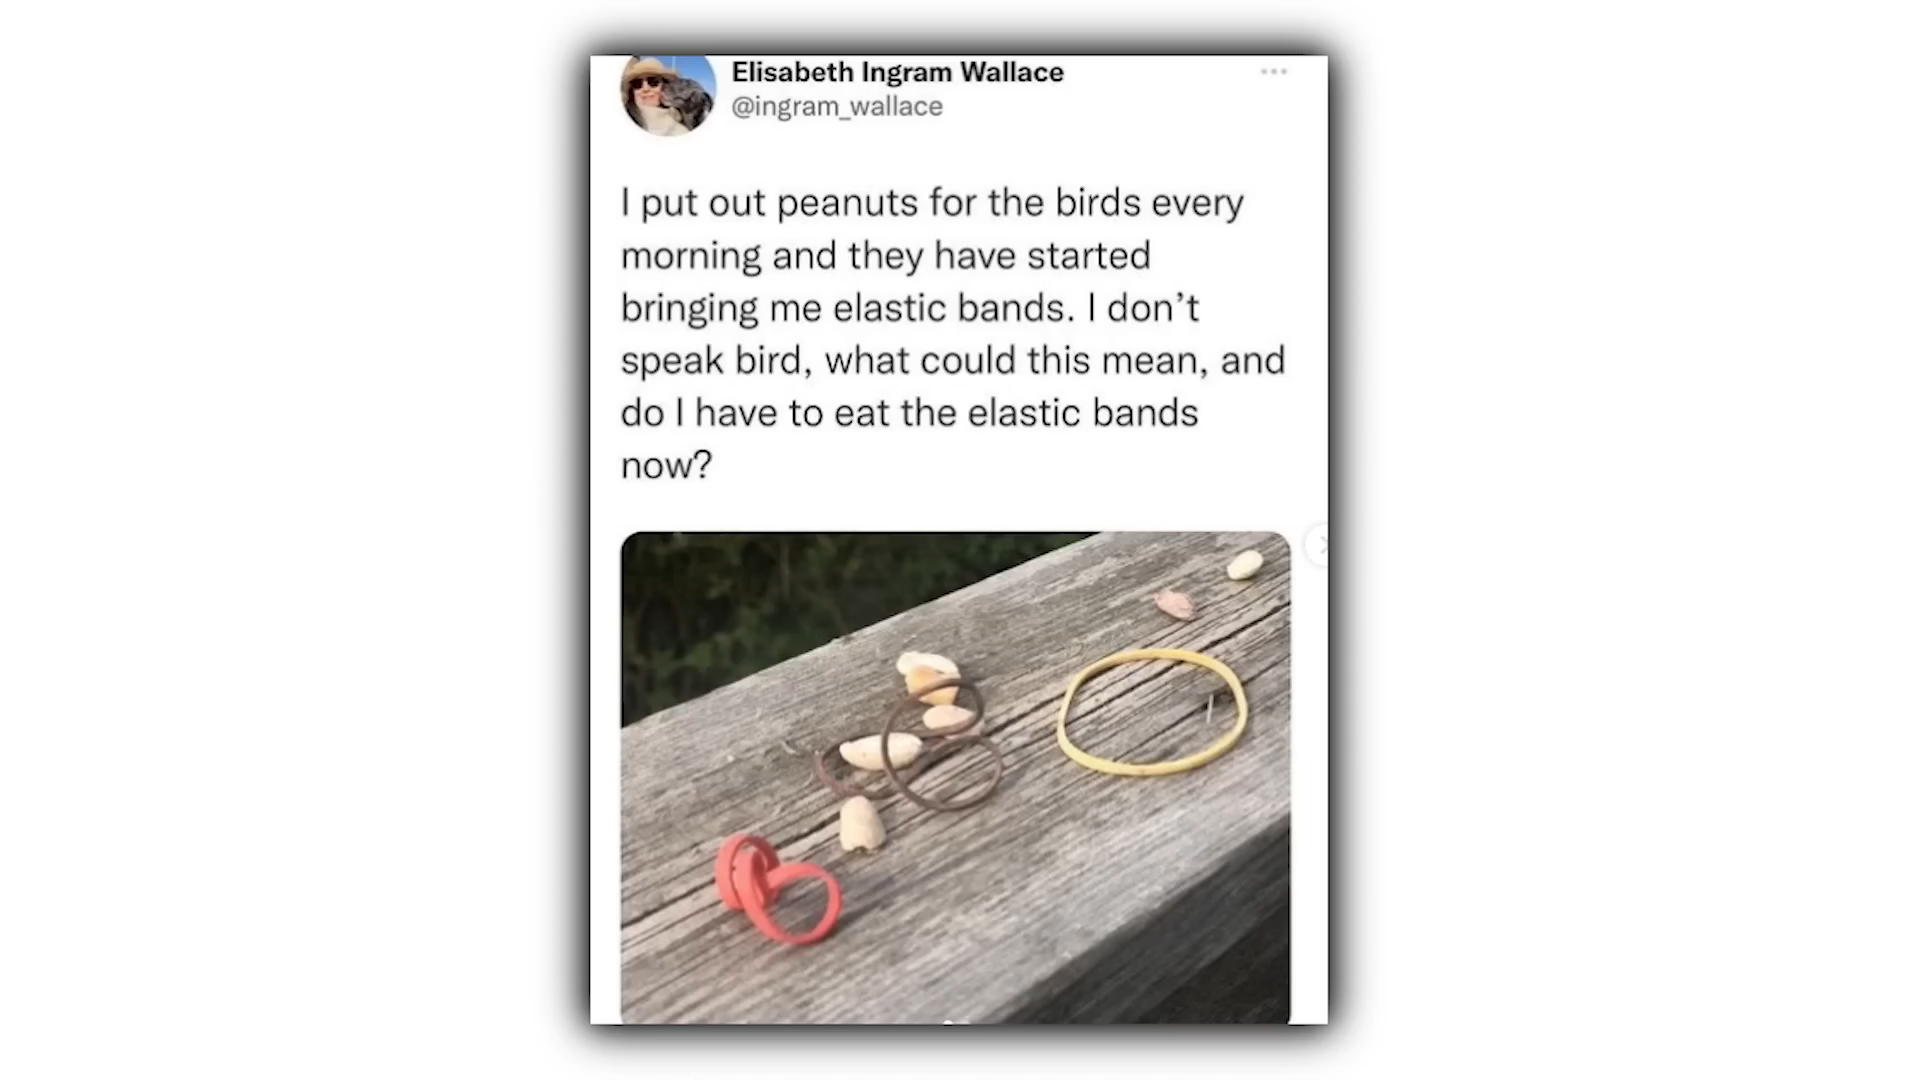 Elisabeth Ingram Wallace
@ingram_wallace
I put out peanuts for the birds every
morning and they have started
bringing me elastic bands. I don’t
speak bird, what could this mean, and
do I have to eat the elastic bands
now?